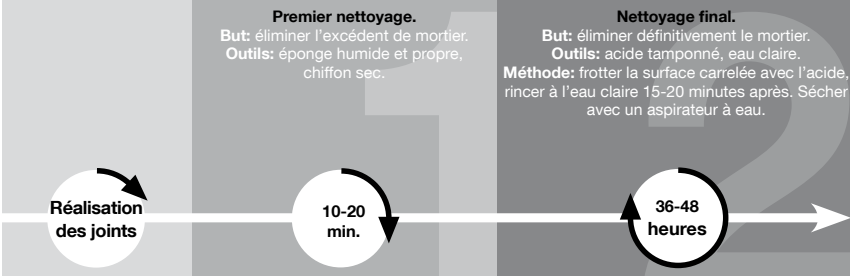 Premier nettoyage.
But: éliminer l'excédent de mortier.
Outils: éponge humide et propre,
chiffon sec.
1
Nettoyage final.
But: éliminer définitivement le mortier.
Outils: acide tamponné, eau claire.
Méthode: frotter la surface carrelée avec l'acide,
rincer à l'eau claire 15-20 minutes après. Sécher
avec un aspirateur à eau.
2
Réalisation
des joints
10-20
min.
36-48
heures